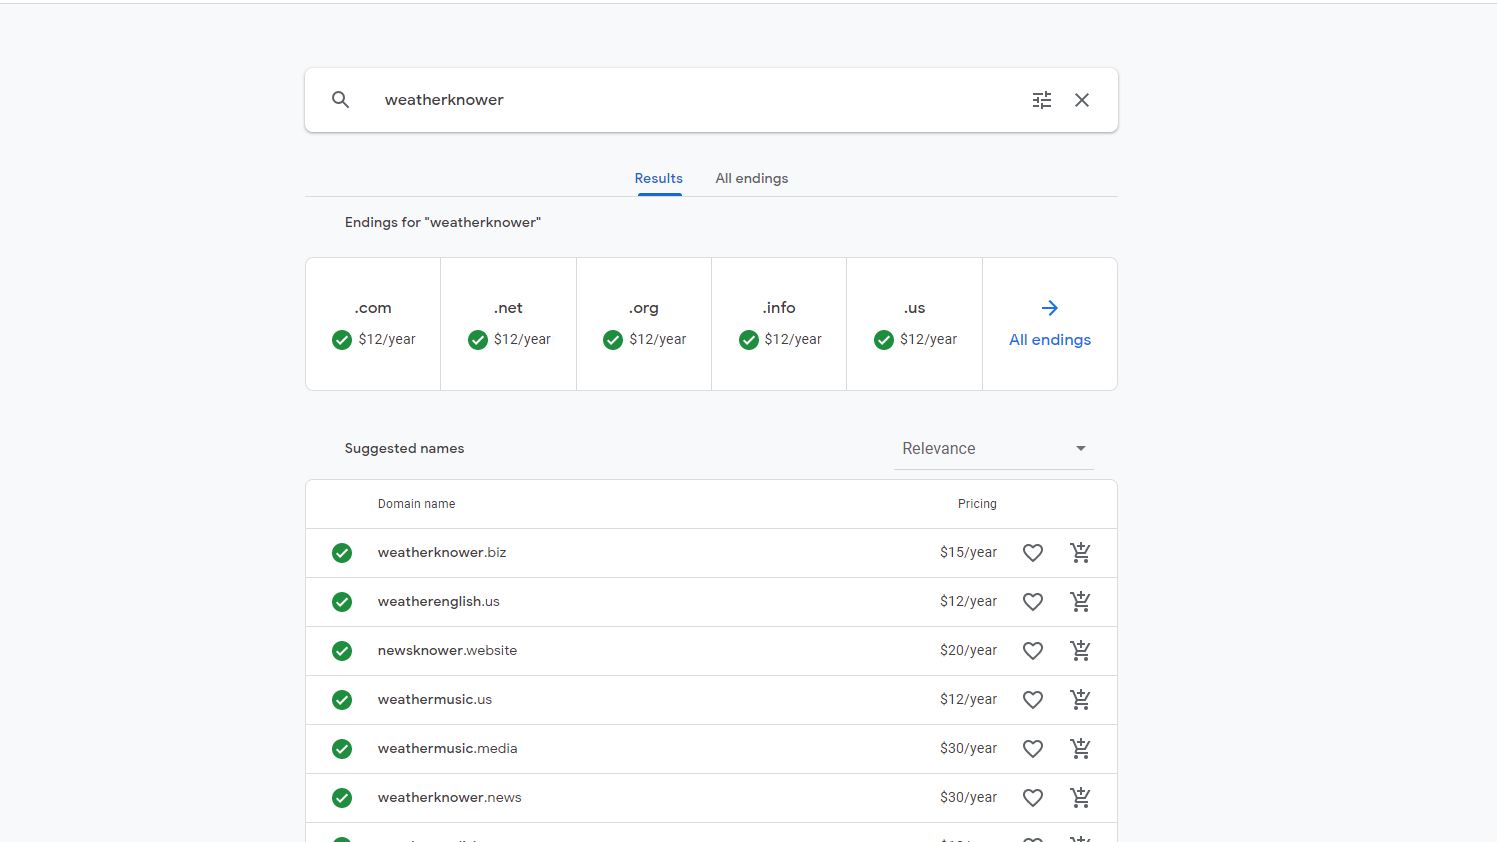 weatherknower
Results All endings
Endings for "weatherknower"
.com .net .org .info .us
$12/year $12/year $12/year $12/year $12/year All endings
Suggested names Relevance
Domain name Pricing
weatherknower.biz $15/year
weatherenglish.us $12/year
newsknower.website $20/year
weathermusic.us $12/year
weathermusic.media $30/year
weatherknower.news $30/year